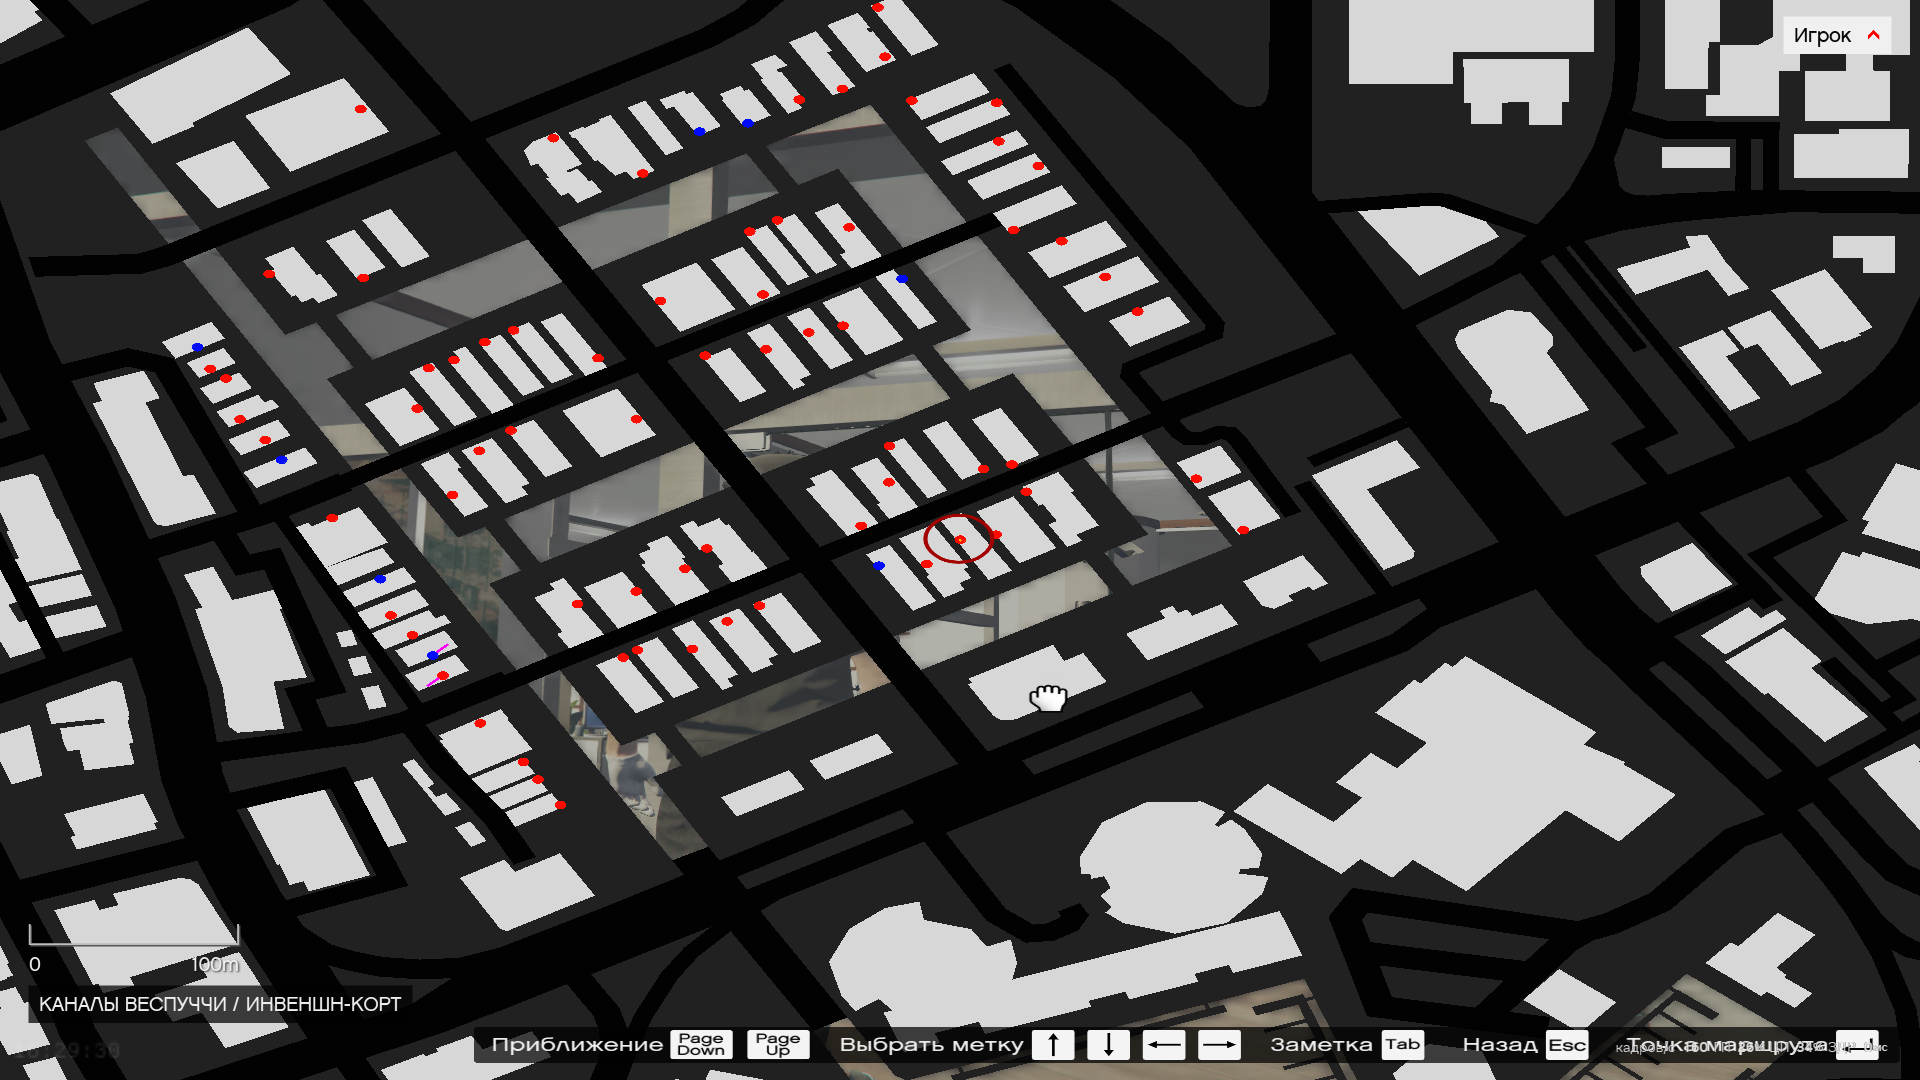 Игрок
0 100m
КАНАЛЫ ВЕСПУЧЧИ / ИНВЕНШН-КОРТ
Приближение Page Down Page Up Выбрать метку ↑ ↓ ← → Заметка Tab Назад Esc Точка маршрута